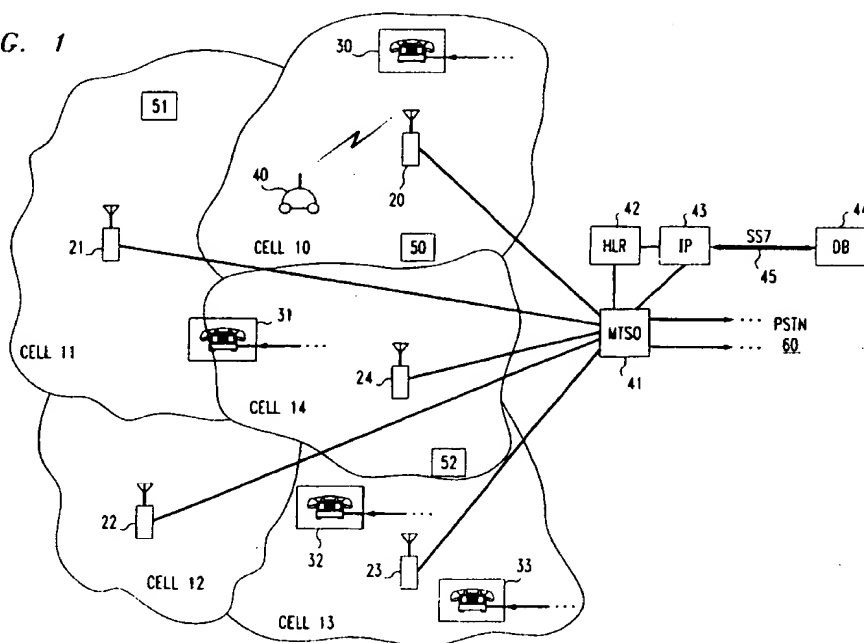 G. 1
30
51
40
20
21
CELL 10
50
42
43
44
HLR
IP
SS7
DB
45
31
MTSO
41
PSTN
60
CELL 11
24
CELL 14
52
22
32
23
33
CELL 12
CELL 13